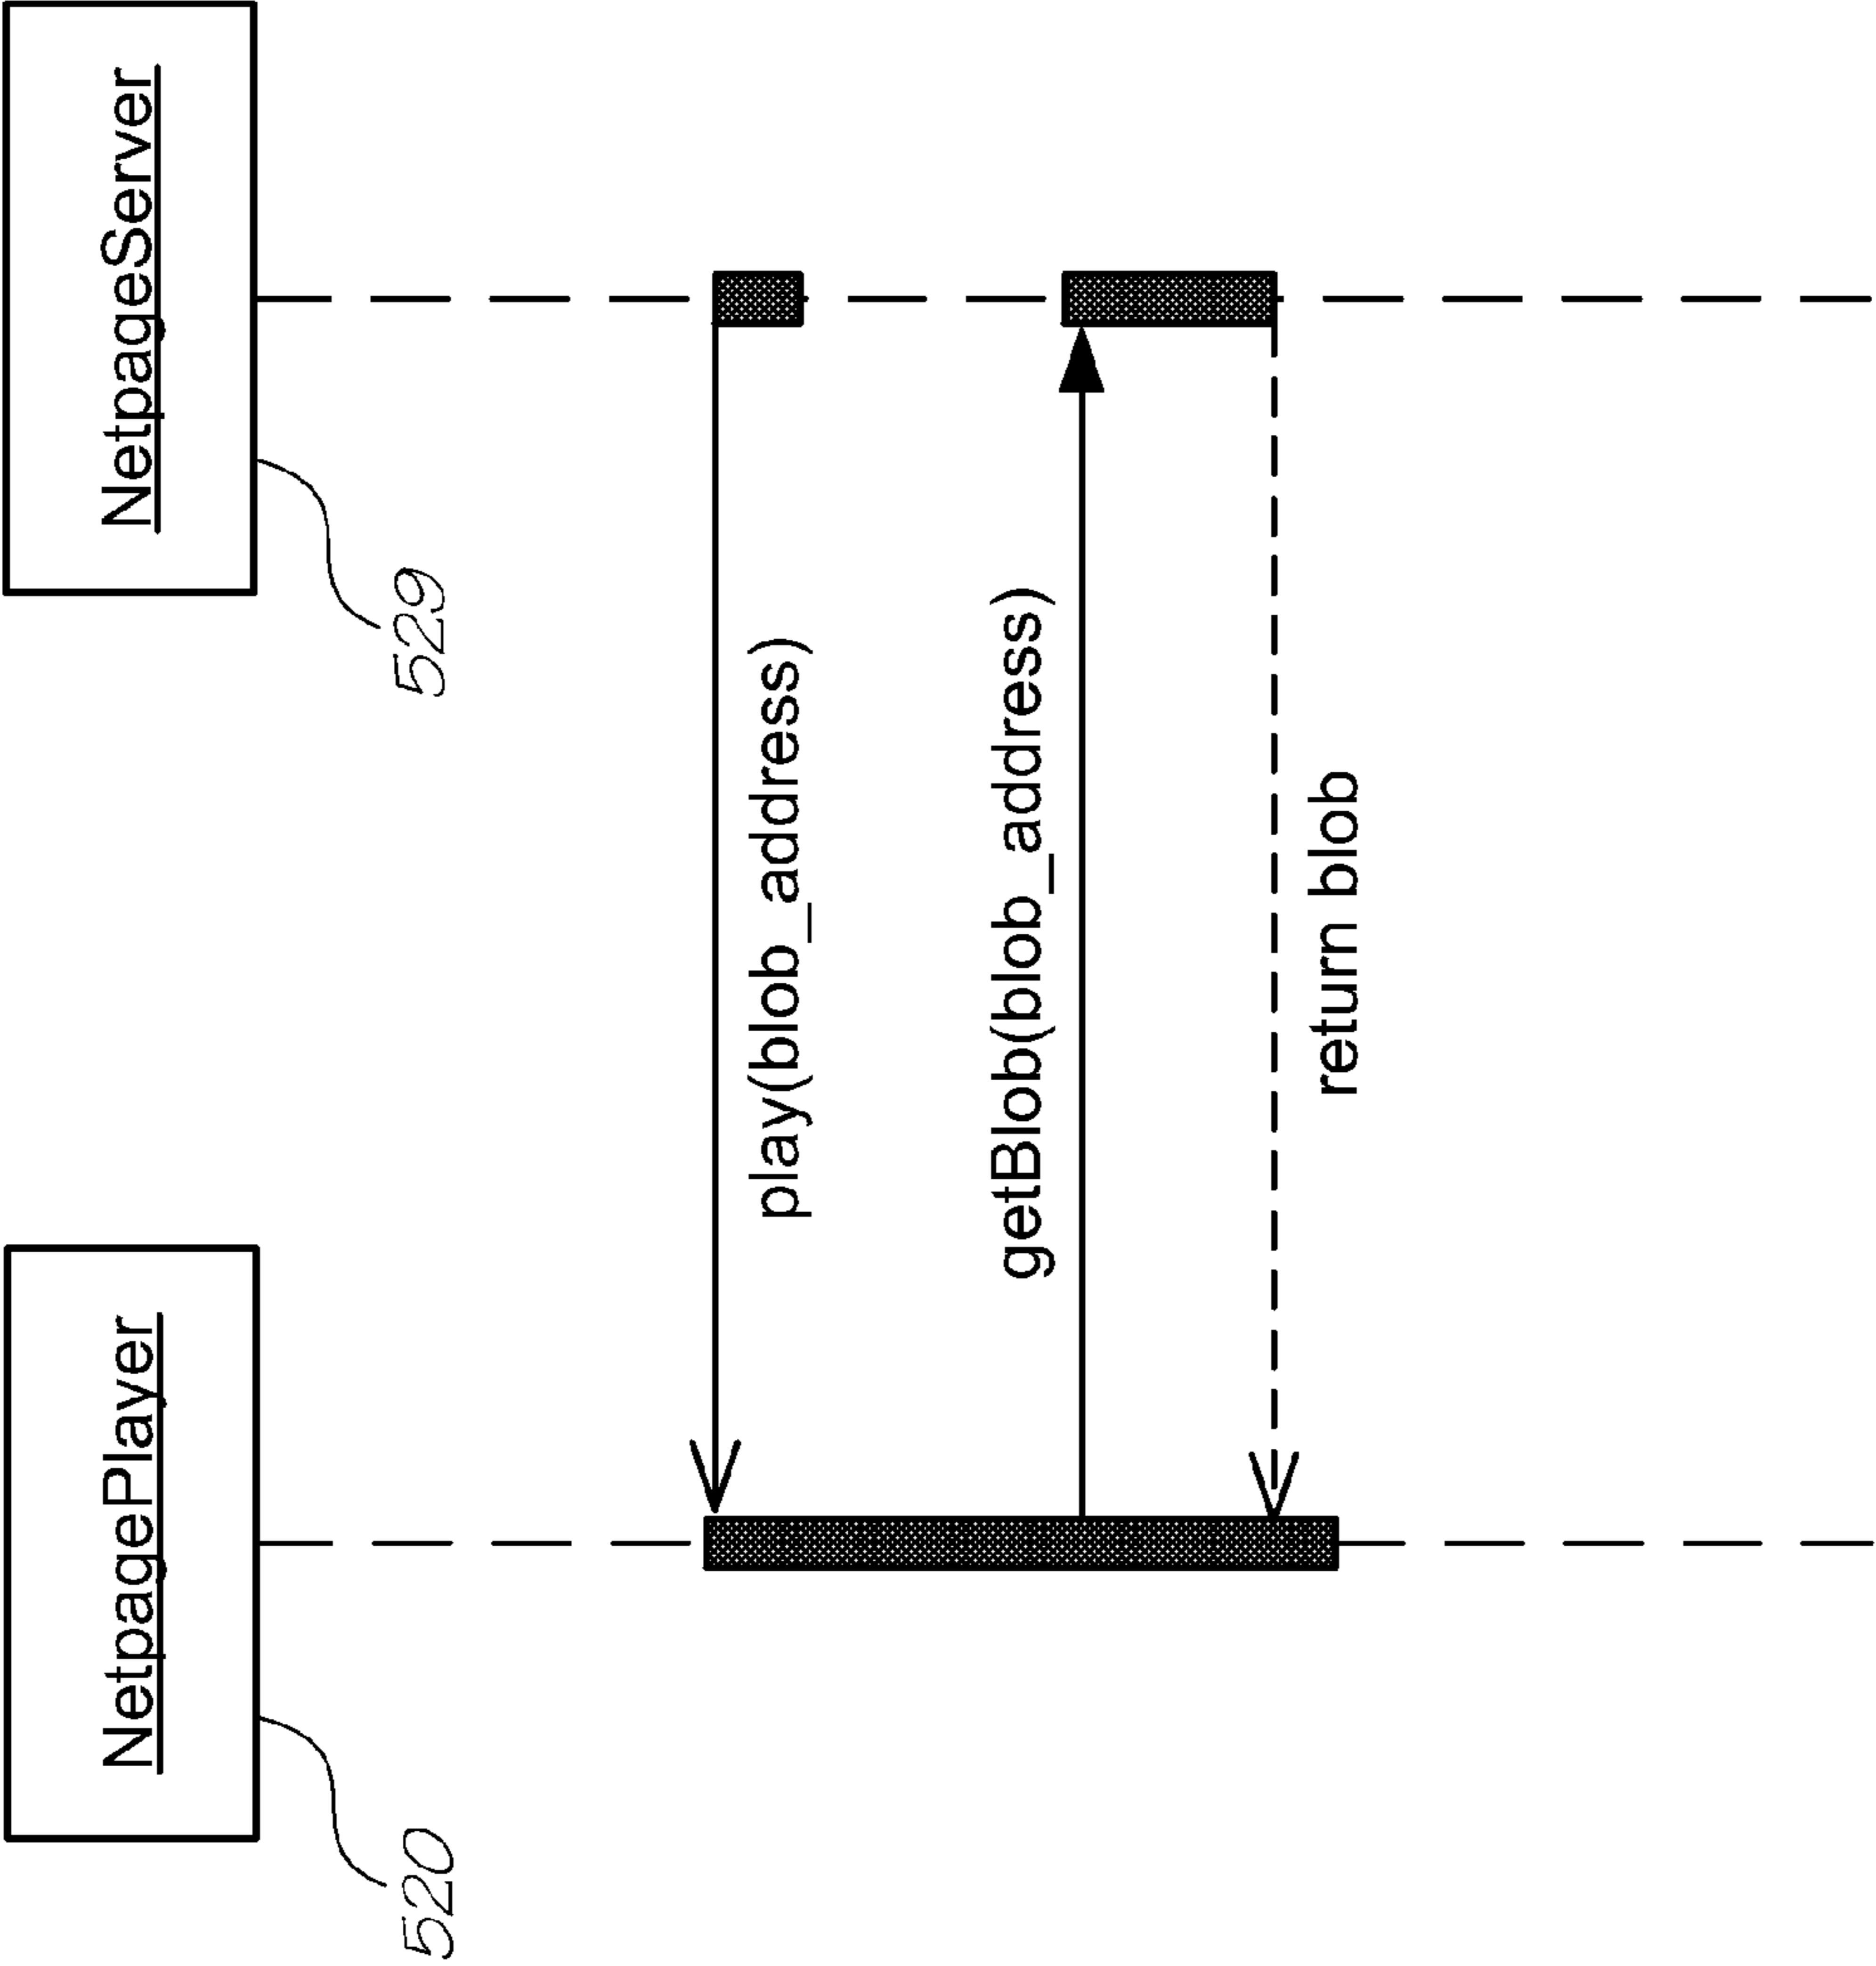 NetpagePlayer
NetpageServer
520
529
play(blob_address)
getBlob(blob_address)
return blob